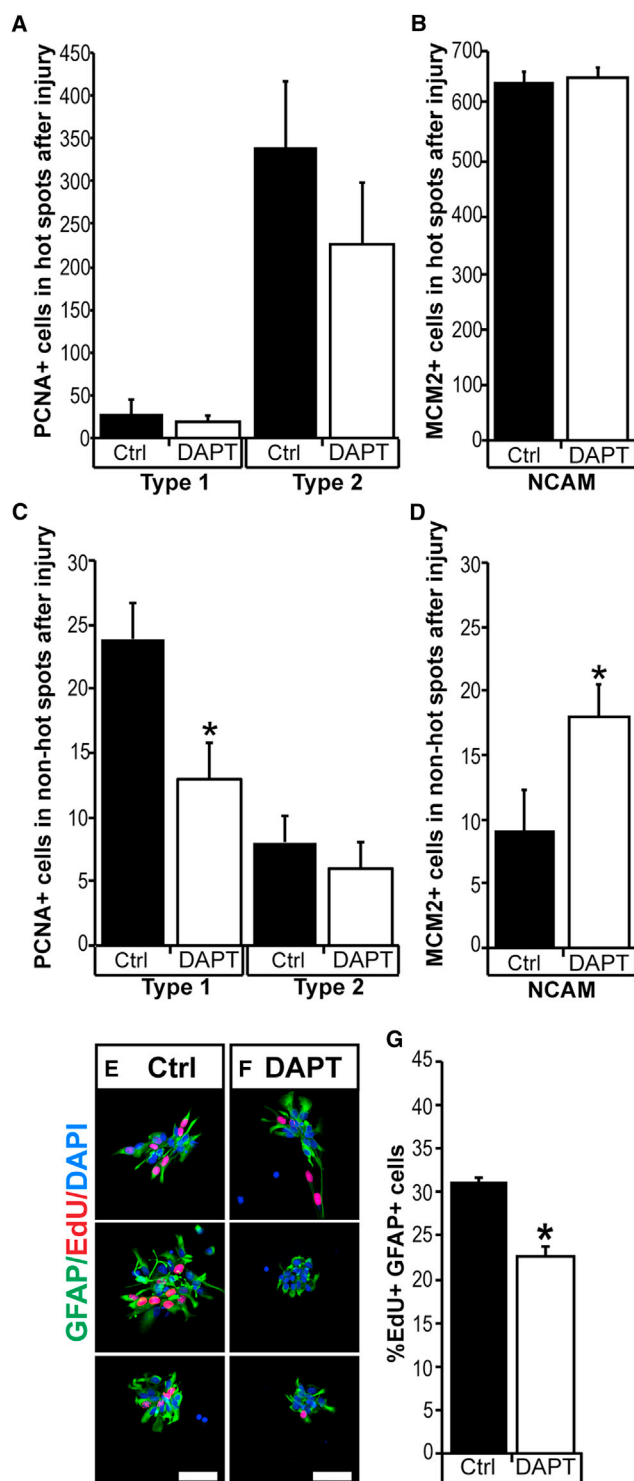 A
PCNA+ cells in hot spots after injury
450
400
350
300
250
200
150
100
50
0
Ctrl
DAPT
Ctrl
DAPT
Type 1
Type 2
B
MCM2+ cells in hot spots after injury
700
600
500
400
300
200
600
100
0
Ctrl
DAPT
NCAM
C
PCNA+ cells in non-hot spots after injury
30
25
20
15
10
5
0
Ctrl
DAPT
Ctrl
DAPT
Type 1
Type 2
*
D
MCM2+ cells in non-hot spots after injury
30
25
20
15
10
5
0
Ctrl
DAPT
NCAM
*
E Ctrl
F DAPT
GFAP/EdU/DAPI
G
%EdU+ GFAP+ cells
45
40
35
30
25
20
15
10
5
0
Ctrl
DAPT
*